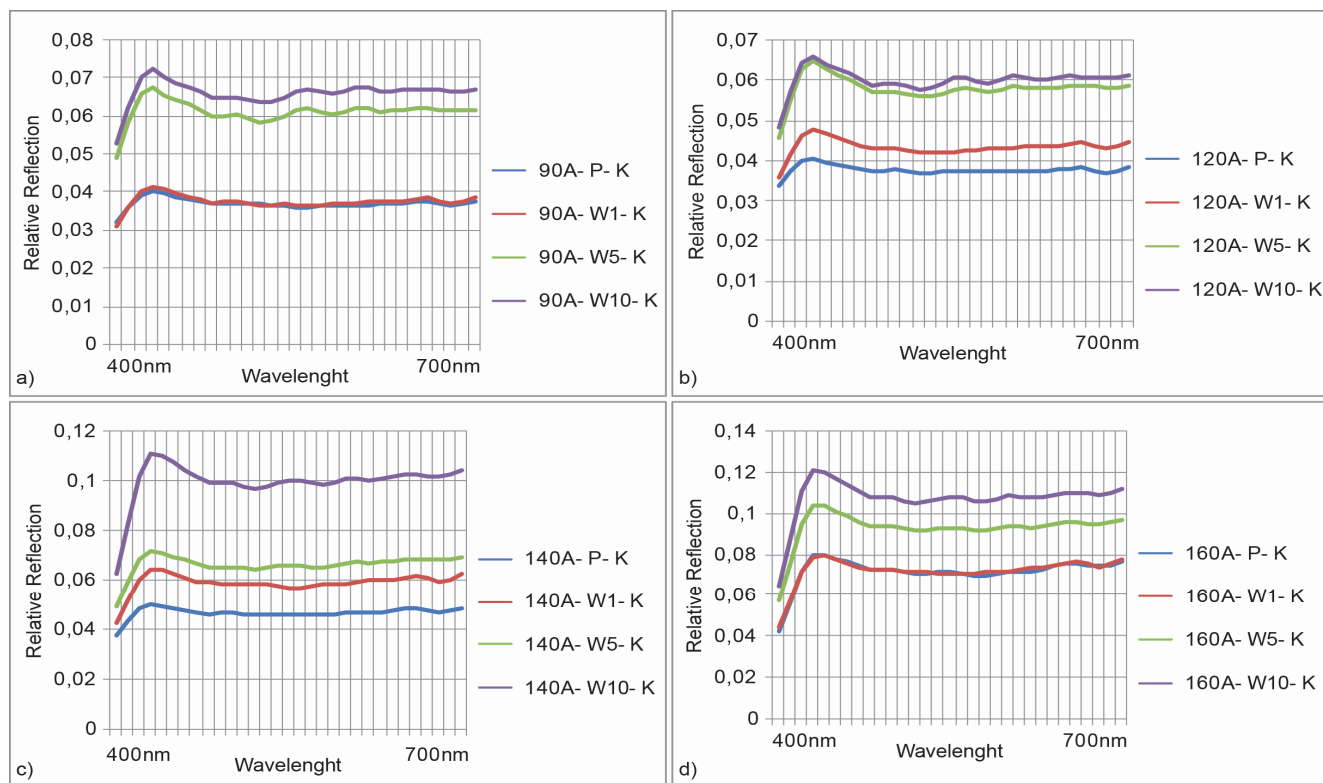 0,08
0,07
0,06
0,05
0,04
0,03
0,02
0,01
0
Relative Reflection
400nm
700nm
Wavelenght
90A- P- K
90A- W1- K
90A- W5- K
90A- W10- K
a)
0,07
0,06
0,05
0,04
0,03
0,02
0,01
0
Relative Reflection
400nm
700nm
Wavelenght
120A- P- K
120A- W1- K
120A- W5- K
120A- W10- K
b)
0,12
0,1
0,08
0,06
0,04
0,02
0
Relative Reflection
400nm
700nm
Wavelenght
140A- P- K
140A- W1- K
140A- W5- K
140A- W10- K
c)
0,14
0,12
0,1
0,08
0,06
0,04
0,02
0
Relative Reflection
400nm
700nm
Wavelenght
160A- P- K
160A- W1- K
160A- W5- K
160A- W10- K
d)